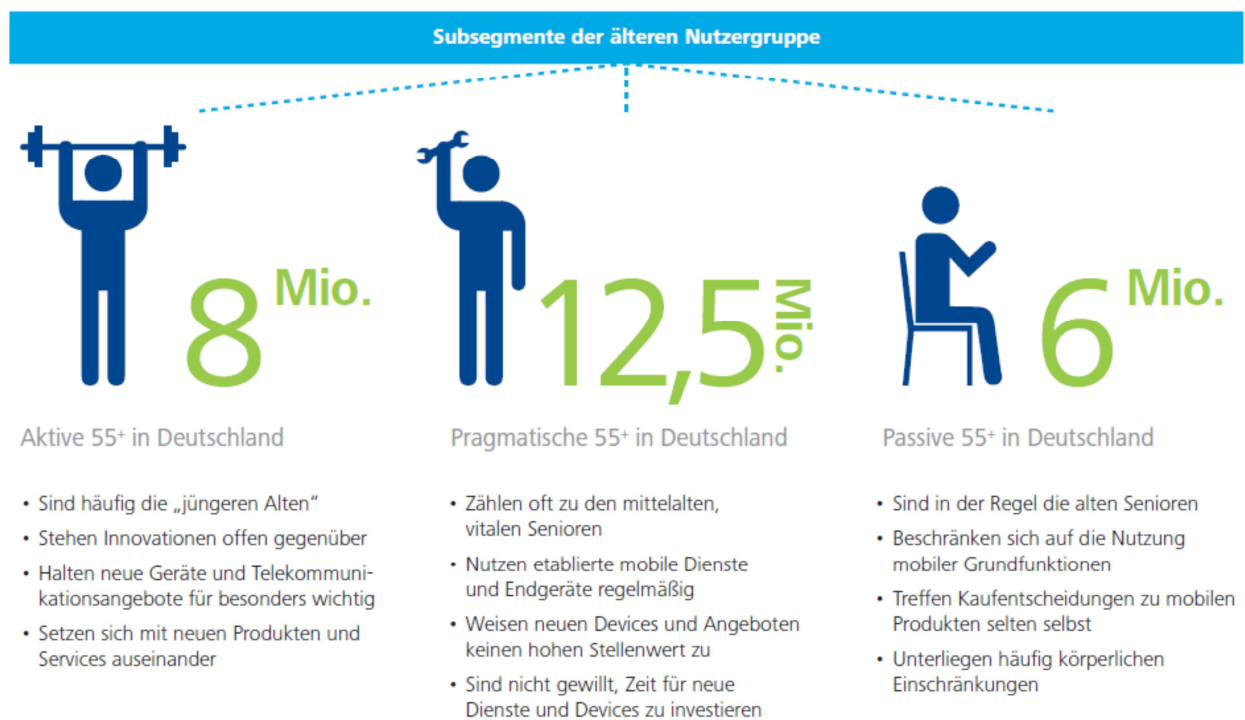 Subsegmente der älteren Nutzergruppe
8 Mio.
Aktive 55+ in Deutschland
• Sind häufig die „jüngeren Alten“
• Stehen Innovationen offen gegenüber
• Halten neue Geräte und Telekommuni-
kationsangebote für besonders wichtig
• Setzen sich mit neuen Produkten und
Services auseinander
12,5 Mio.
Pragmatische 55+ in Deutschland
• Zählen oft zu den mittelalten,
vitalen Senioren
• Nutzen etablierte mobile Dienste
und Endgeräte regelmäßig
• Weisen neuen Devices und Angeboten
keinen hohen Stellenwert zu
• Sind nicht gewillt, Zeit für neue
Dienste und Devices zu investieren
6 Mio.
Passive 55+ in Deutschland
• Sind in der Regel die alten Senioren
• Beschränken sich auf die Nutzung
mobiler Grundfunktionen
• Treffen Kaufentscheidungen zu mobilen
Produkten selten selbst
• Unterliegen häufig körperlichen
Einschränkungen